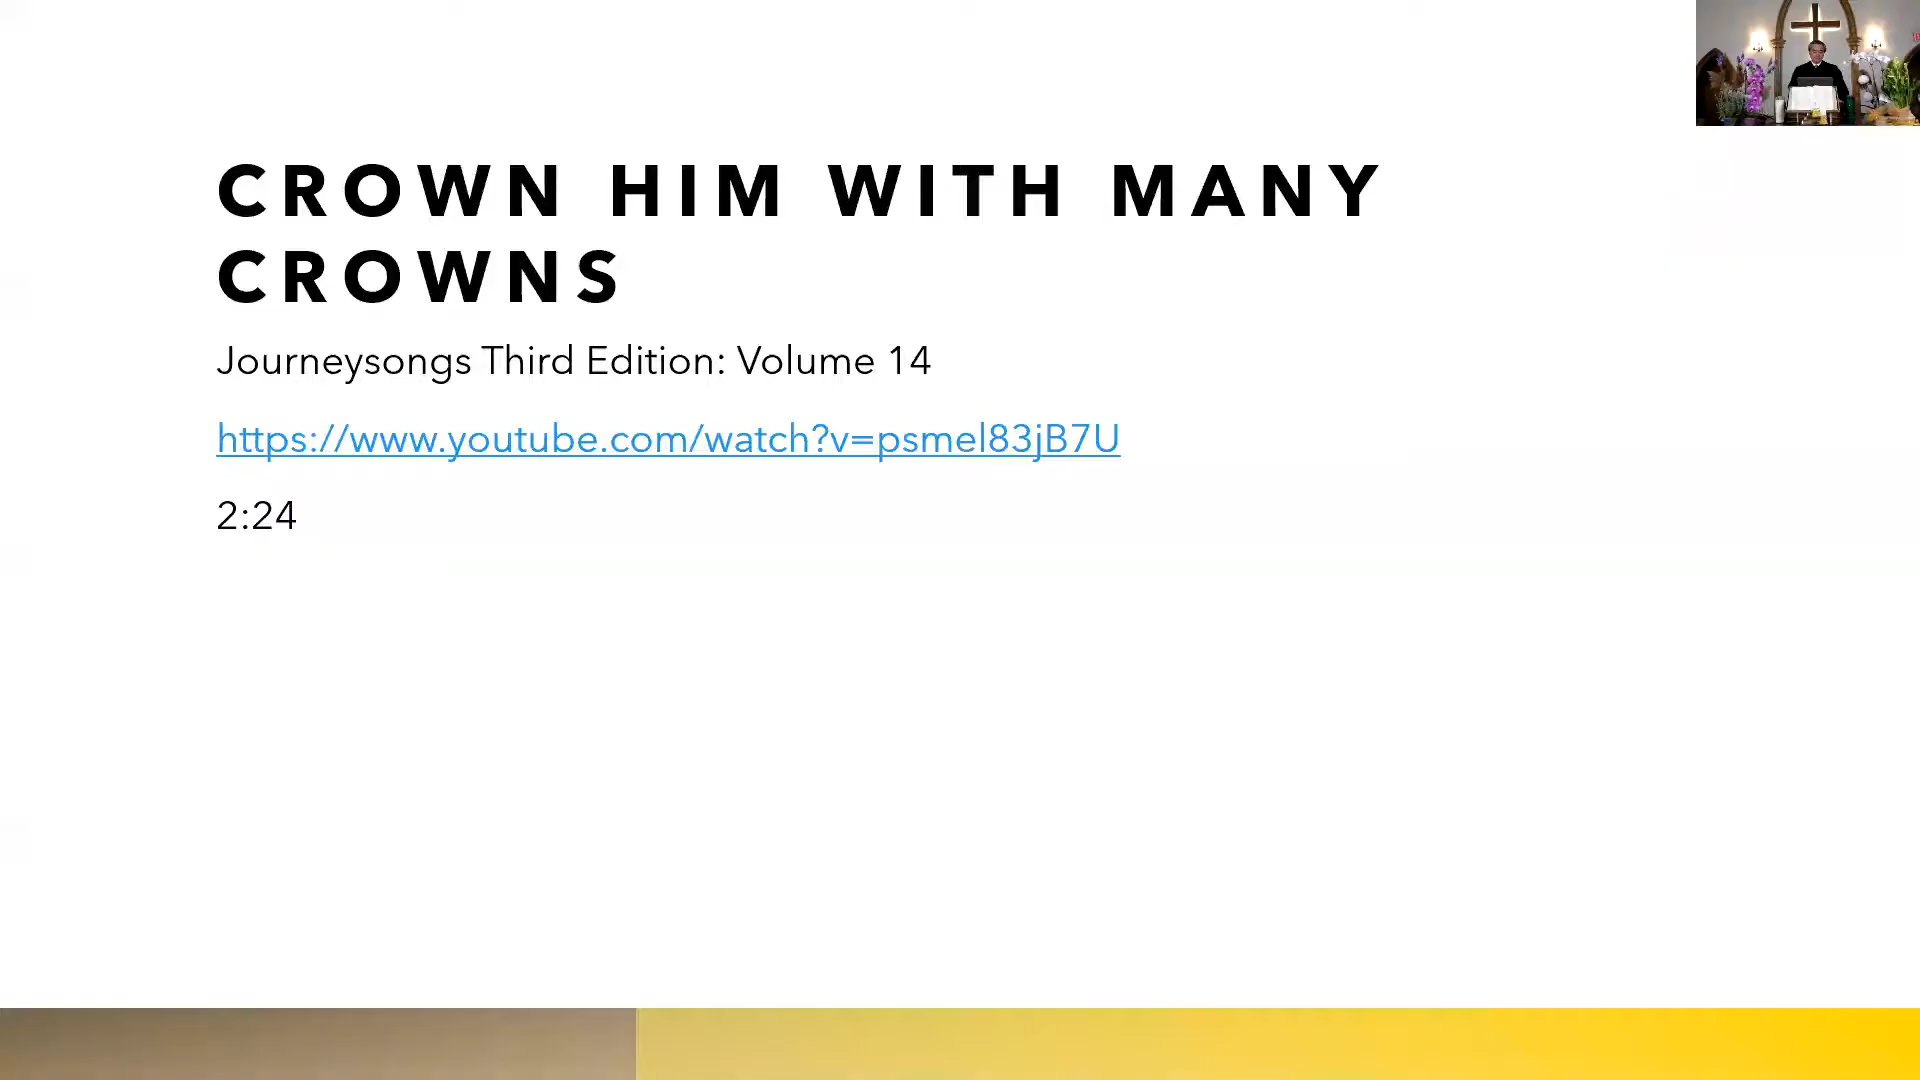 CROWN HIM WITH MANY
CROWNS
Journeysongs Third Edition: Volume 14
https://www.youtube.com/watch?v=psmel83jB7U
2:24